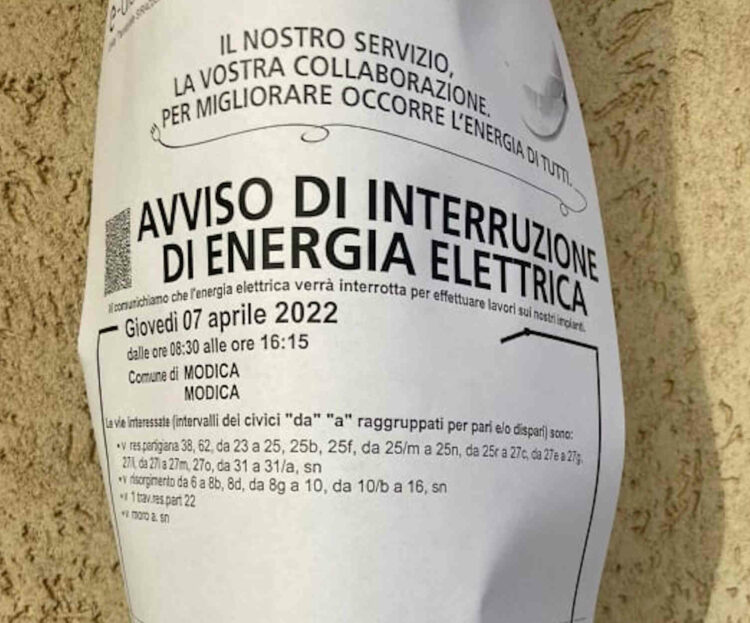 IL NOSTRO SERVIZIO,
LA VOSTRA COLLABORAZIONE.
PER MIGLIORARE OCCORRE L'ENERGIA DI TUTTI.
AVVISO DI INTERRUZIONE
DI ENERGIA ELETTRICA
Vi comunichiamo che l'energia elettrica verrà interrotta per effettuare lavori sui nostri impianti.
Giovedì 07 aprile 2022
dalle ore 08:30 alle ore 16:15
Comune di MODICA
MODICA
Le vie interessate (intervalli dei civici "da" "a" raggruppati per pari e/o dispari) sono:
• v res.partigiana 38, 62, da 23 a 25, 25b, 25f, da 25/m a 25n, da 25r a 27c, da 27e a 27g,
da 27l a 27m, 27o, da 31 a 31/a, sn
• v risorgimento da 6 a 8b, 8d, da 8g a 10, da 10/b a 16, sn
1 trav.res.part 22
• v moro a. sn